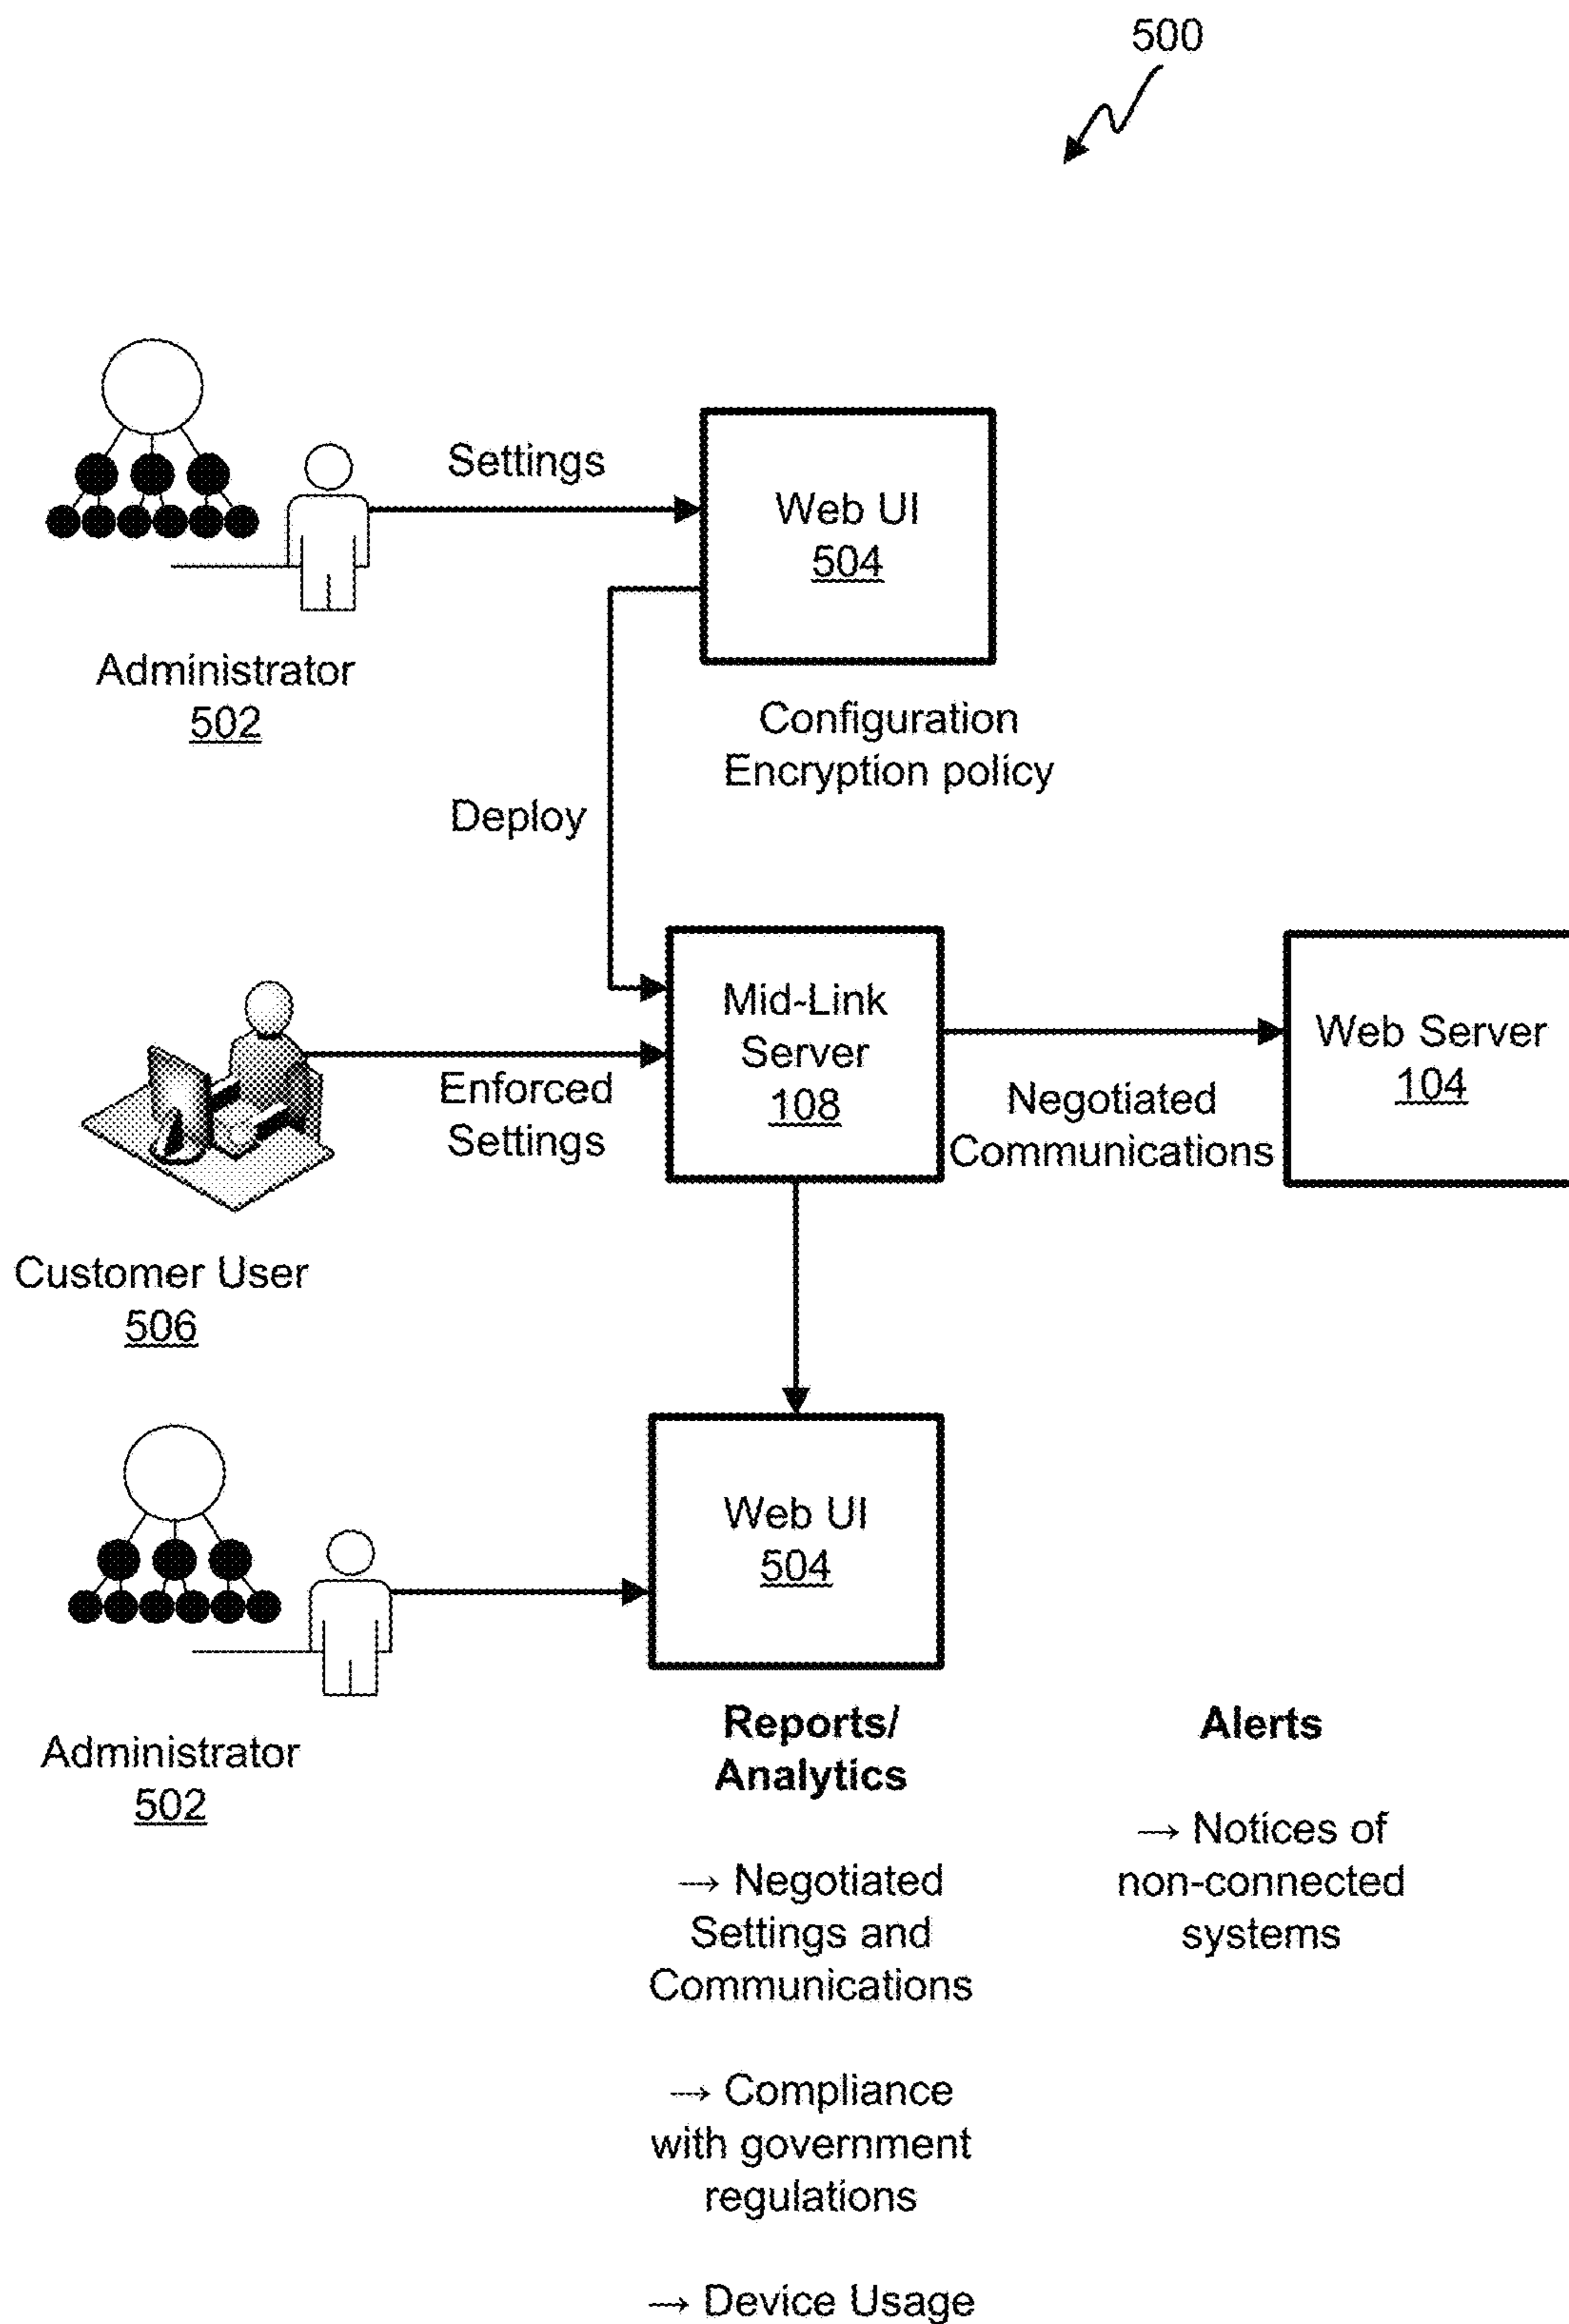 500
Settings
Web UI
504
Administrator
502
Configuration
Encryption policy
Deploy
Mid-Link
Server
108
Web Server
104
Enforced
Settings
Negotiated
Communications
Customer User
506
Web UI
504
Administrator
502
Reports/
Analytics
→ Negotiated
Settings and
Communications
→ Compliance
with government
regulations
→ Device Usage
Alerts
→ Notices of
non-connected
systems